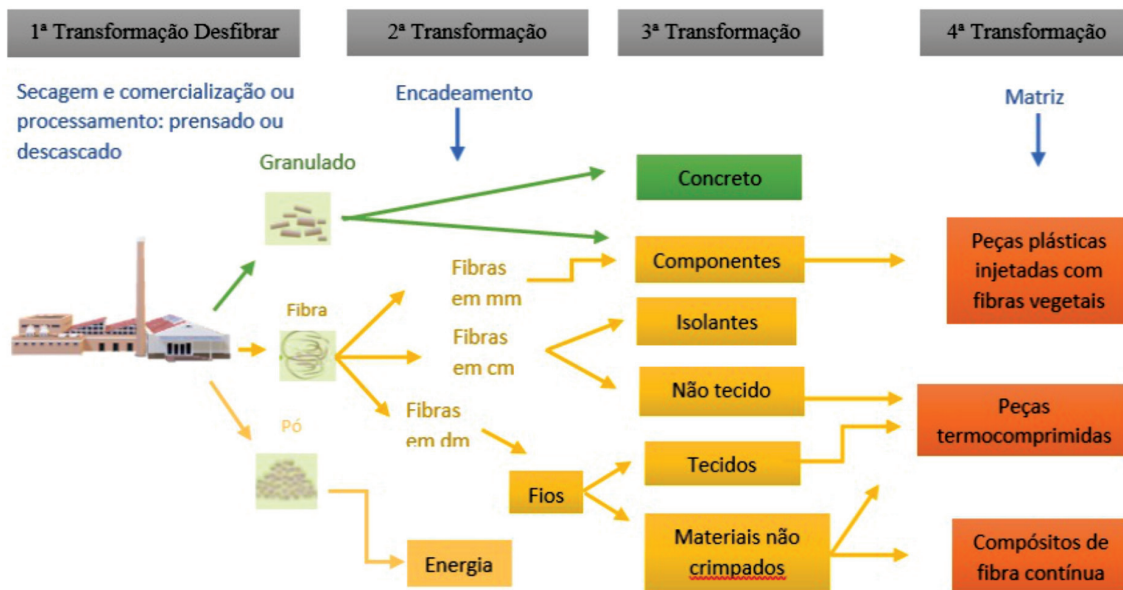 1ª Transformação Desfibrar
2ª Transformação
3ª Transformação
4ª Transformação
Secagem e comercialização ou
processamento: prensado ou
descascado
Encadeamento
Matriz
Granulado
Concreto
Fibras
em mm
Componentes
Peças plásticas
injetadas com
fibras vegetais
Fibra
Fibras
em cm
Isolantes
Não tecido
Pó
Fibras
em dm
Peças
termocomprimidas
Tecidos
Fios
Materiais não
crimpados
Compósitos de
fibra contínua
Energia